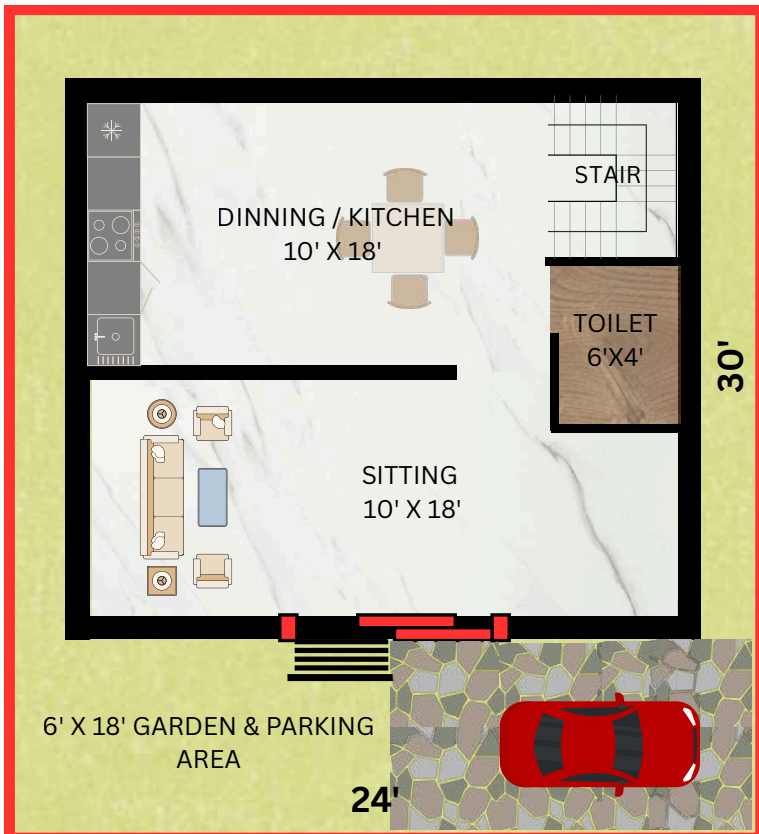 STAIR
DINNING / KITCHEN
10' X 18'
TOILET
6'X4'
30'
SITTING
10' X 18'
6' X 18' GARDEN & PARKING
AREA
24'